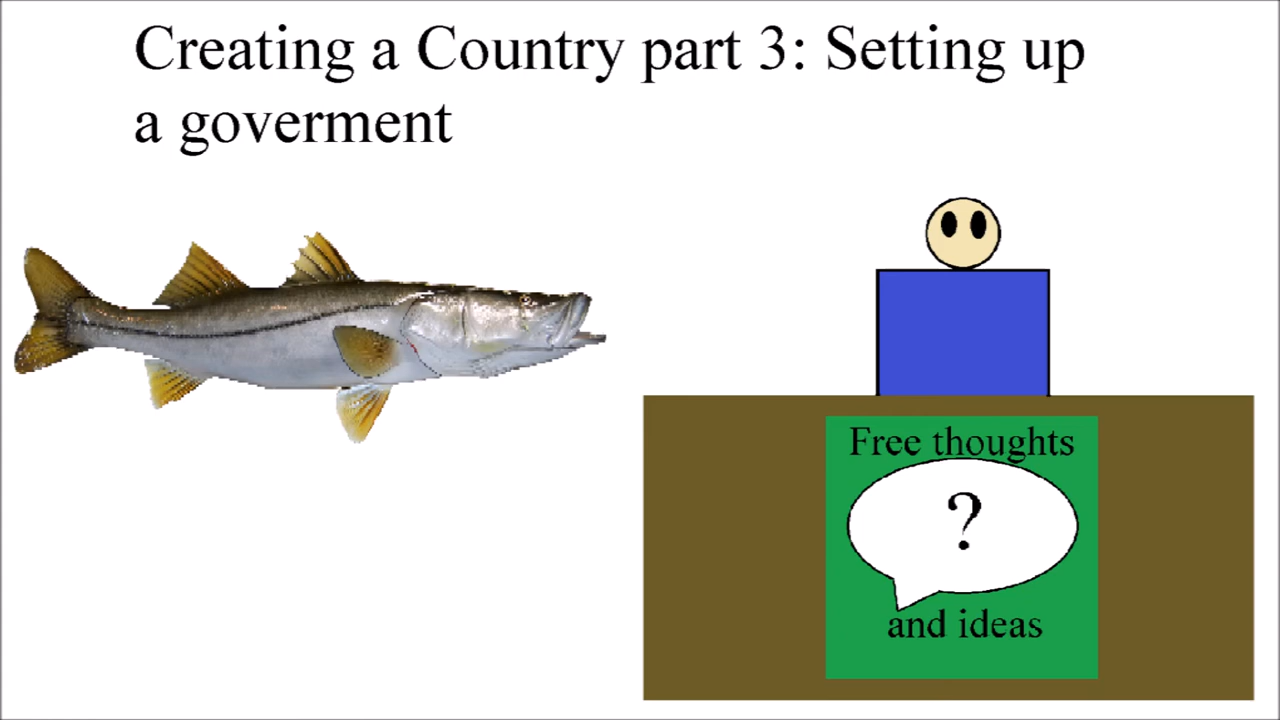 Creating a Country part 3: Setting up
a goverment
Free thoughts
?
and ideas